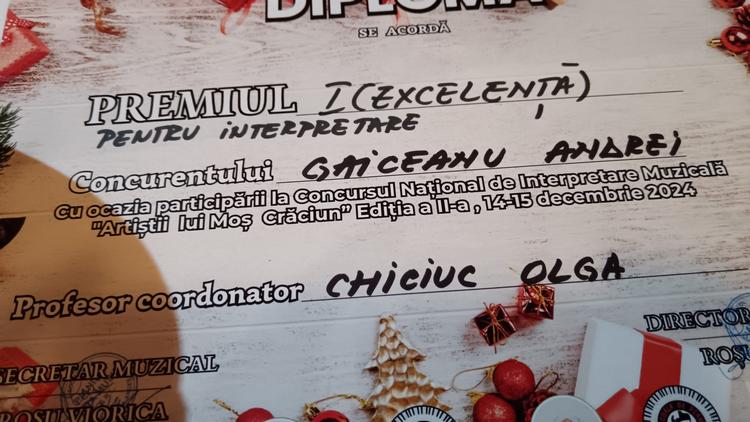 DIPLOMA
SE ACORDĂ
PREMIUL I (EXCELENȚĂ)
PENTRU INTERPRETARE
Concurentului GAICEANU ANDREI
Cu ocazia participării la Concursul Național de Interpretare Muzicală
"Artiștii lui Moș Crăciun" Ediția a II-a , 14-15 decembrie 2024
Profesor coordonator CHICIUC OLGA
SECRETAR MUZICAL
DIRECTOR
ROȘU VIORICA